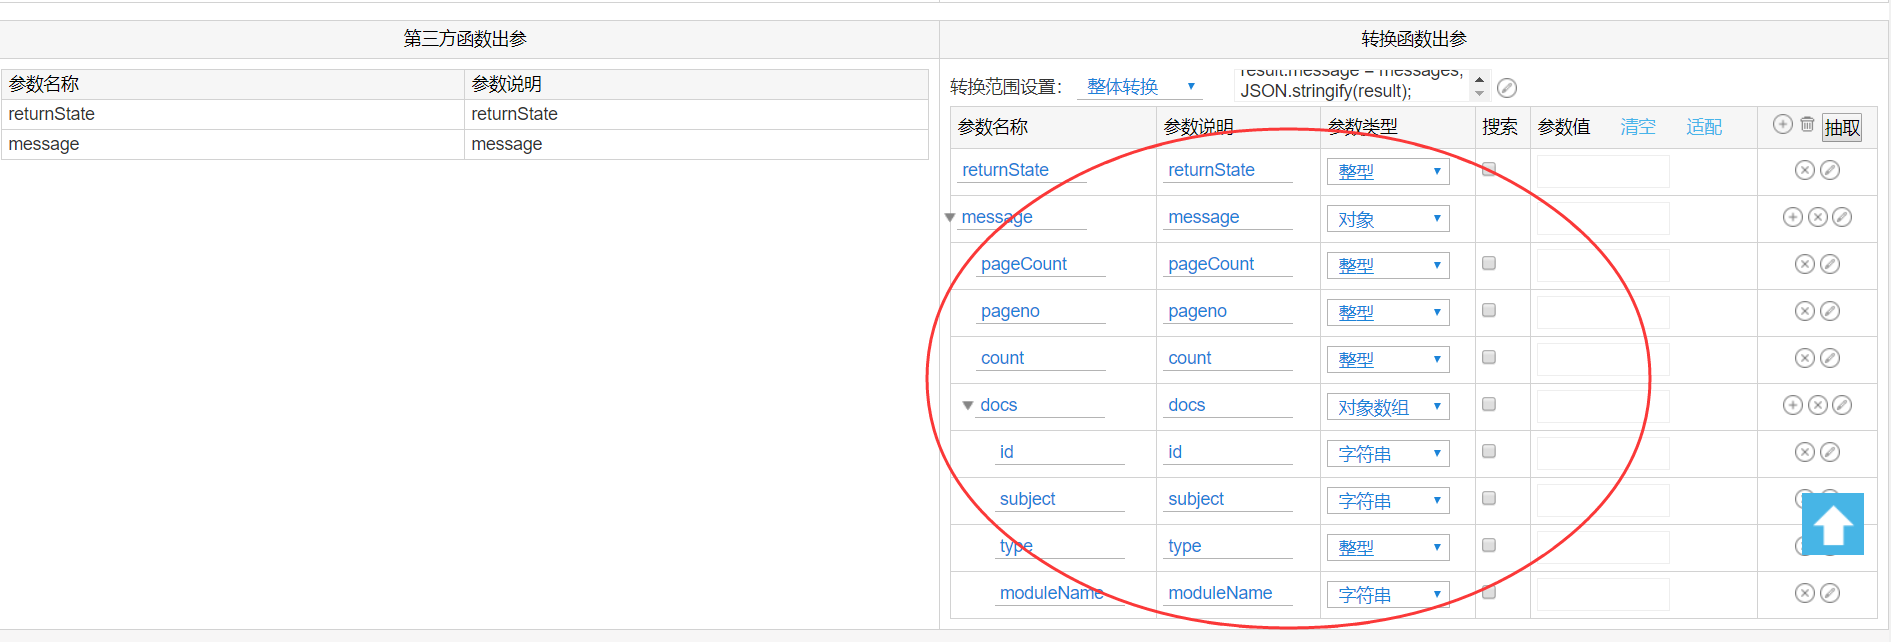 第三方函数出参
转换函数出参
参数名称 参数说明
returnState returnState
message message
转换范围设置： 整体转换
result.message = messages;
JSON.stringify(result);
参数名称 参数说明 参数类型 搜索 参数值 清空 适配 抽取
returnState returnState 整型
message message 对象
pageCount pageCount 整型
pageno pageno 整型
count count 整型
docs docs 对象数组
id id 字符串
subject subject 字符串
type type 整型
moduleName moduleName 字符串